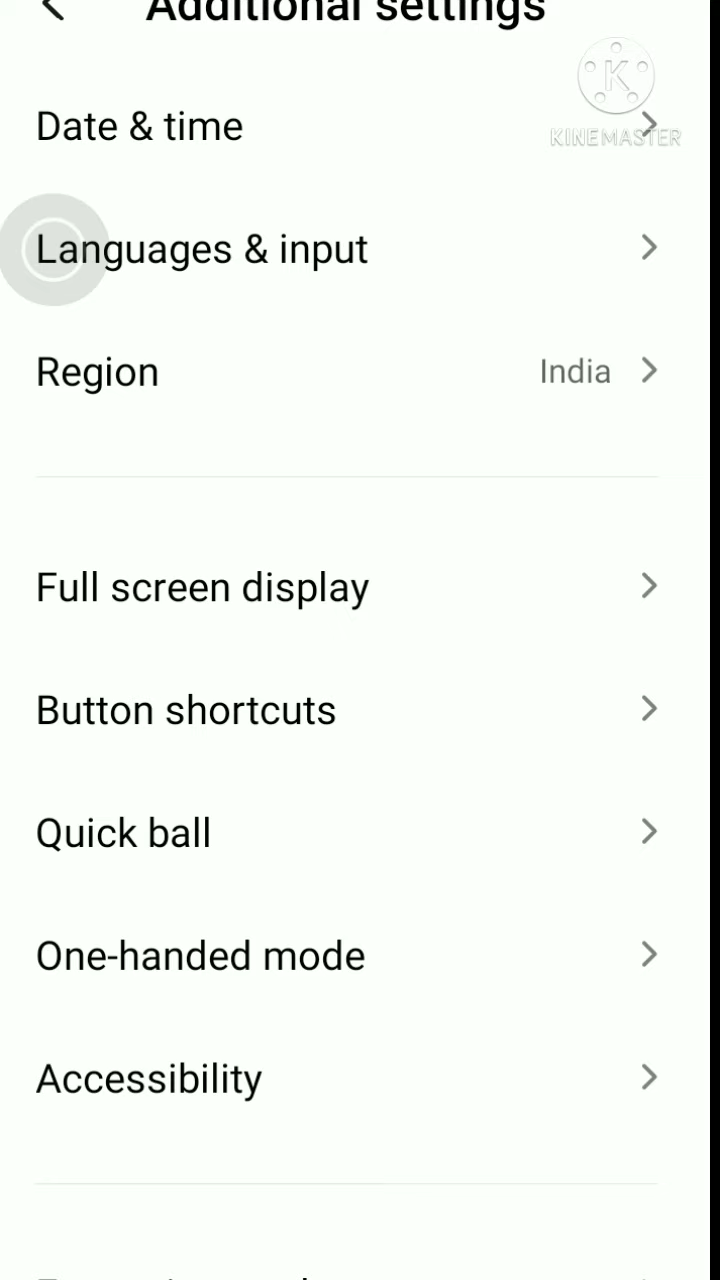 Additional settings
Date & time
K
KINEMASTER
Languages & input
Region
India
Full screen display
Button shortcuts
Quick ball
One-handed mode
Accessibility